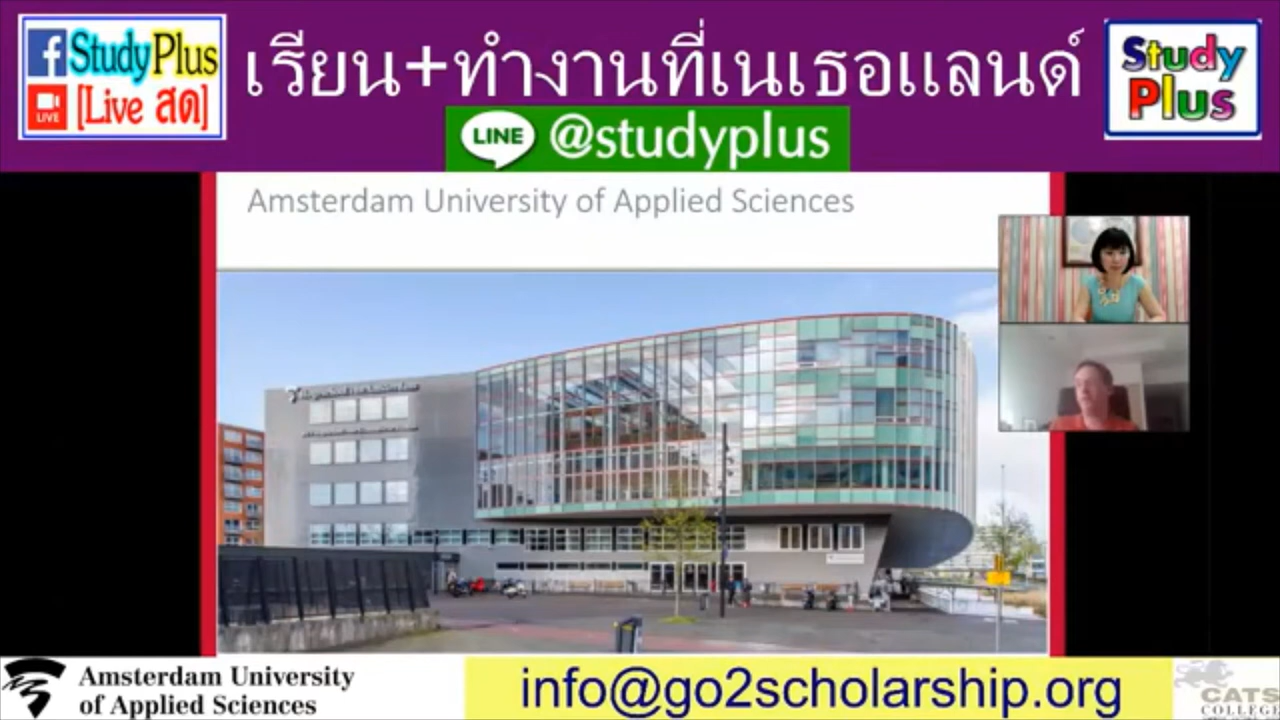 StudyPlus
LIVE [Live สด]
เรียน+ทำงานที่เนเธอแลนด์
LINE @studyplus
Study
Plus
Amsterdam University of Applied Sciences
Amsterdam University
of Applied Sciences
info@go2scholarship.org
CATS
COLLEGE